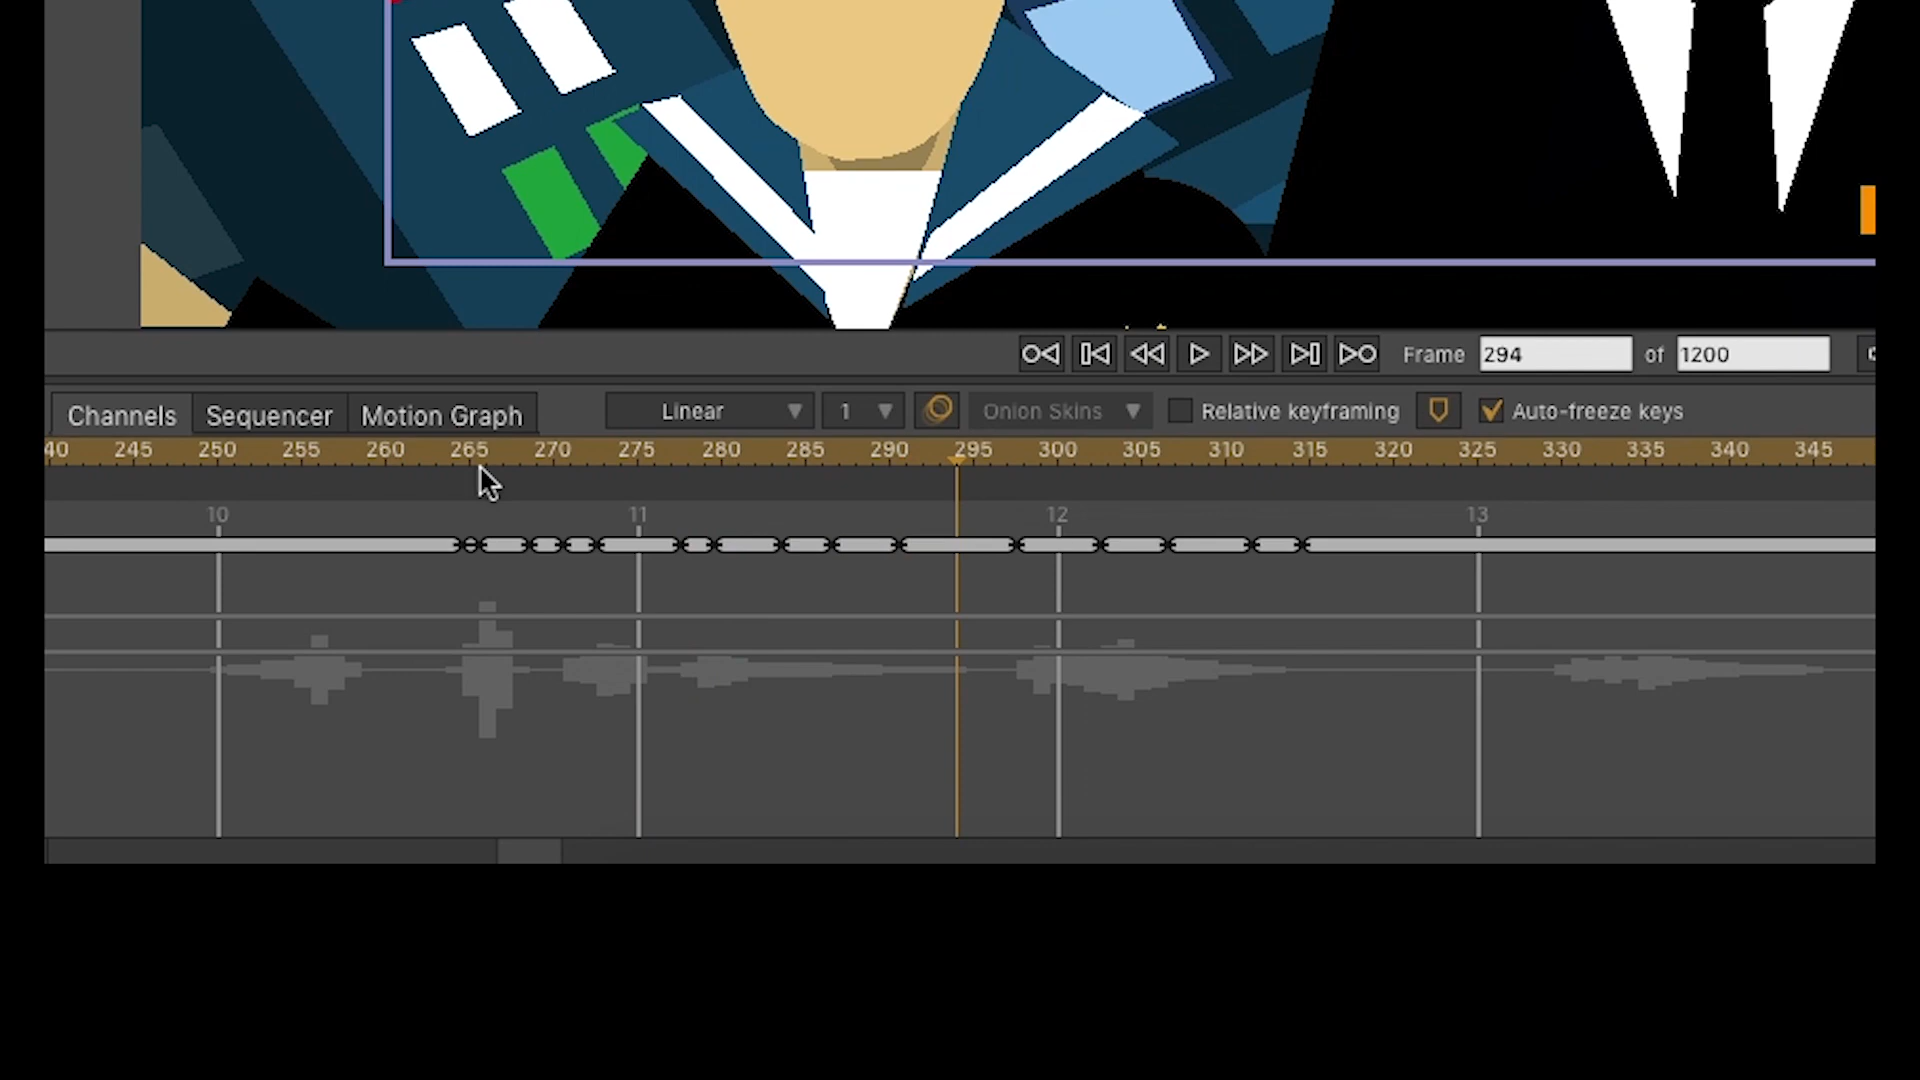 Frame 294 of 1200
Channels Sequencer Motion Graph Linear 1 Onion Skins Relative keyframing Auto-freeze keys
40 245 250 255 260 265 270 275 280 285 290 295 300 305 310 315 320 325 330 335 340 345
10 11 12 13